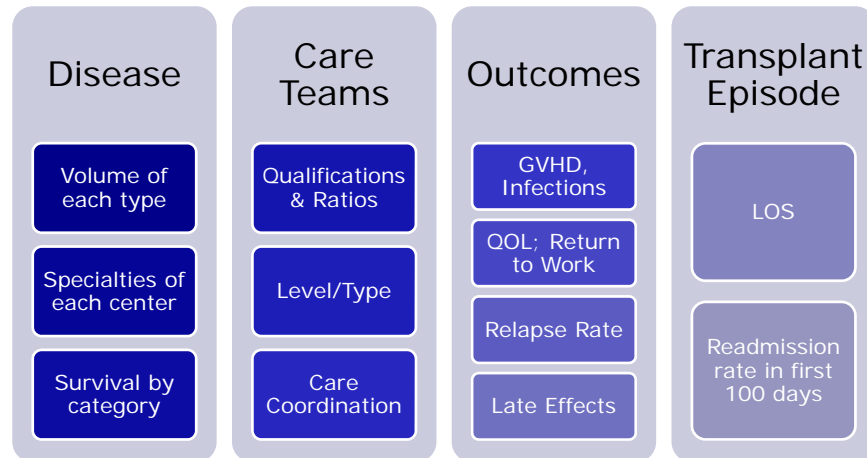 Disease
Volume of
each type
Specialties of
each center
Survival by
category
Care
Teams
Qualifications
& Ratios
Level/Type
Care
Coordination
Outcomes
GVHD,
Infections
QOL; Return
to Work
Relapse Rate
Late Effects
Transplant
Episode
LOS
Readmission
rate in first
100 days